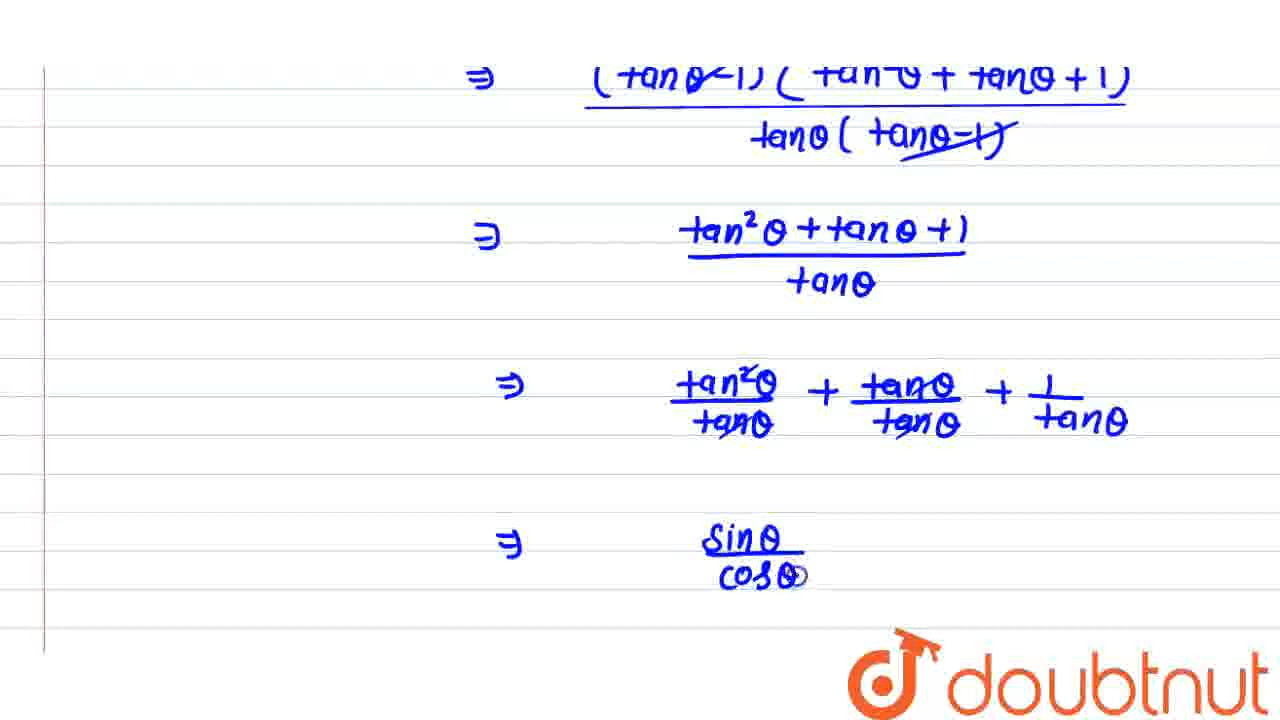 ⇒ (tanθ-1) (tan²θ + tanθ + 1)
tanθ (tanθ-1)
⇒ tan²θ + tanθ + 1
tanθ
⇒ tan²θ + tanθ + 1
tanθ tanθ tanθ
⇒ sinθ
cosθ
doubtnut